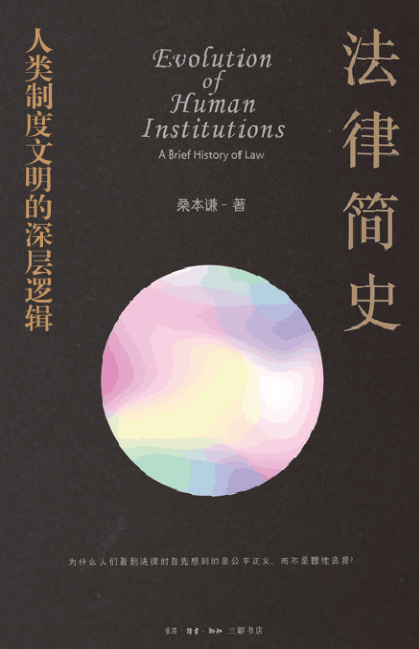 法律简史
人类制度文明的深层逻辑
Evolution
of
Human
Institutions
A Brief History of Law
桑本谦 - 著
为什么人们看到法律时首先想到的是公平正义，而不是理性选择？
生活·读书·新知 三联书店